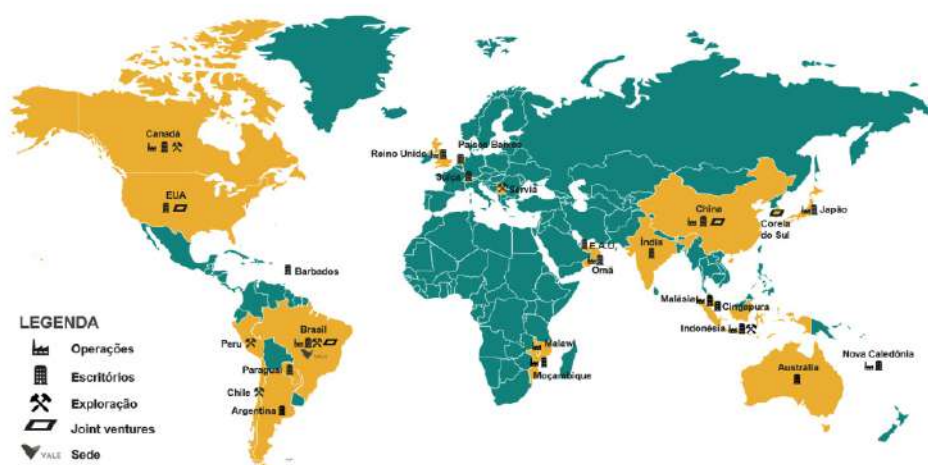 Canadá
EUA
Barbados
Reino Unido
Países Baixos
Suíça
Sérvia
China
Japão
Coreia
do Sul
Índia
E.A.U,
Omã
Malásia
Cingapura
Indonésia
Malawi
Moçambique
Nova Caledônia
Austrália
Peru
Brasil
VALE
Paraguai
Chile
Argentina
LEGENDA
Operações
Escritórios
Exploração
Joint ventures
VALE Sede